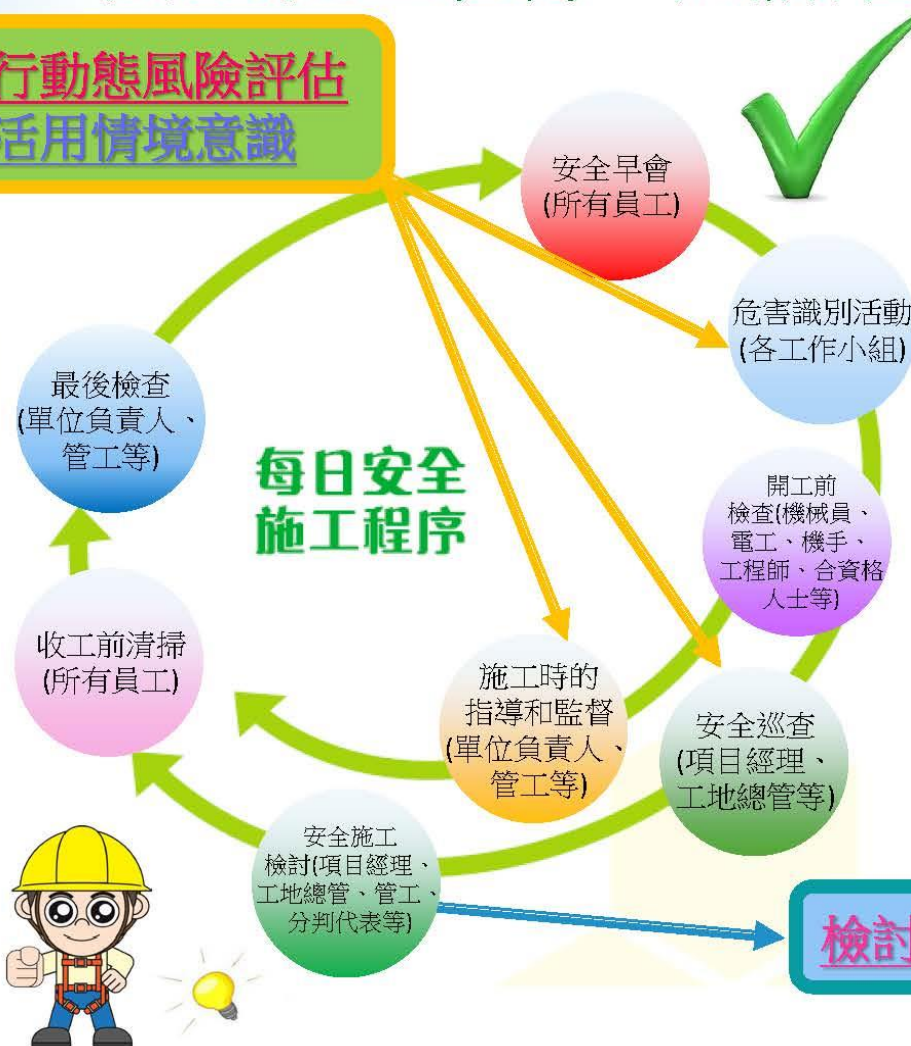 行動態風險評估
活用情境意識
安全早會
(所有員工)
危害識別活動
(各工作小組)
開工前
檢查(機械員、
電工、機手、
工程師、合資格
人士等)
安全巡查
(項目經理、
工地總管等)
施工時的
指導和監督
(單位負責人、
管工等)
安全施工
檢討(項目經理、
工地總管、管工、
分判代表等)
收工前清掃
(所有員工)
最後檢查
(單位負責人、
管工等)
每日安全
施工程序
檢討